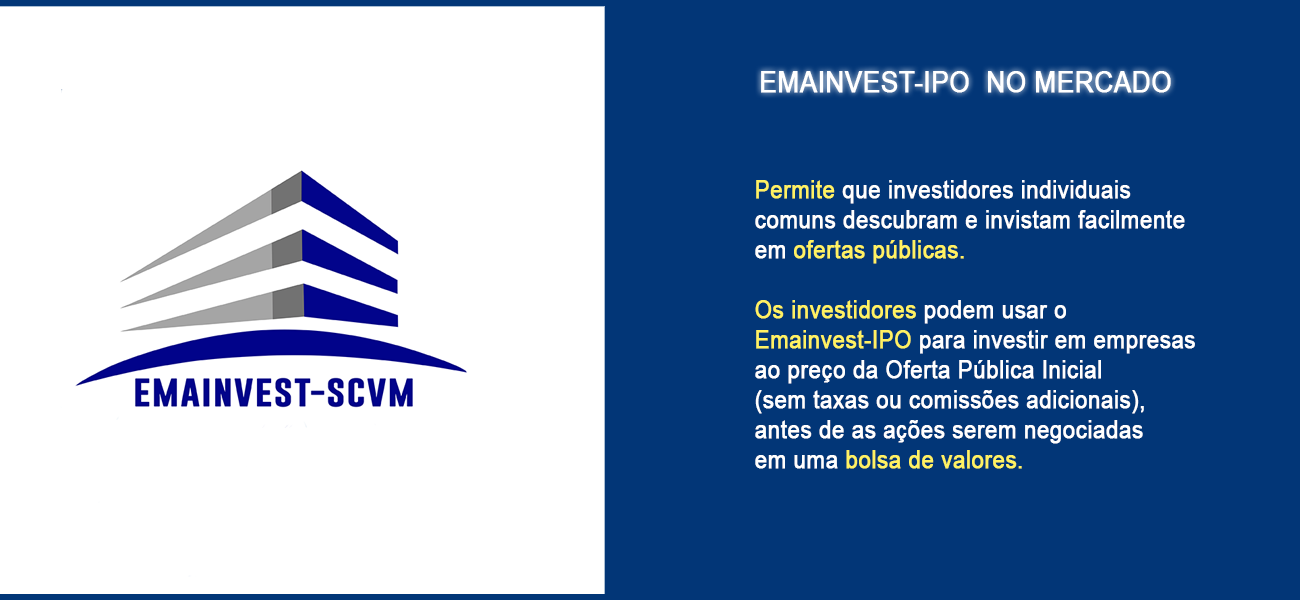 EMAINVEST-SCVM
EMAINVEST-IPO NO MERCADO
Permite que investidores individuais
comuns descubram e invistam facilmente
em ofertas públicas.
Os investidores podem usar o
Emainvest-IPO para investir em empresas
ao preço da Oferta Pública Inicial
(sem taxas ou comissões adicionais),
antes de as ações serem negociadas
em uma bolsa de valores.